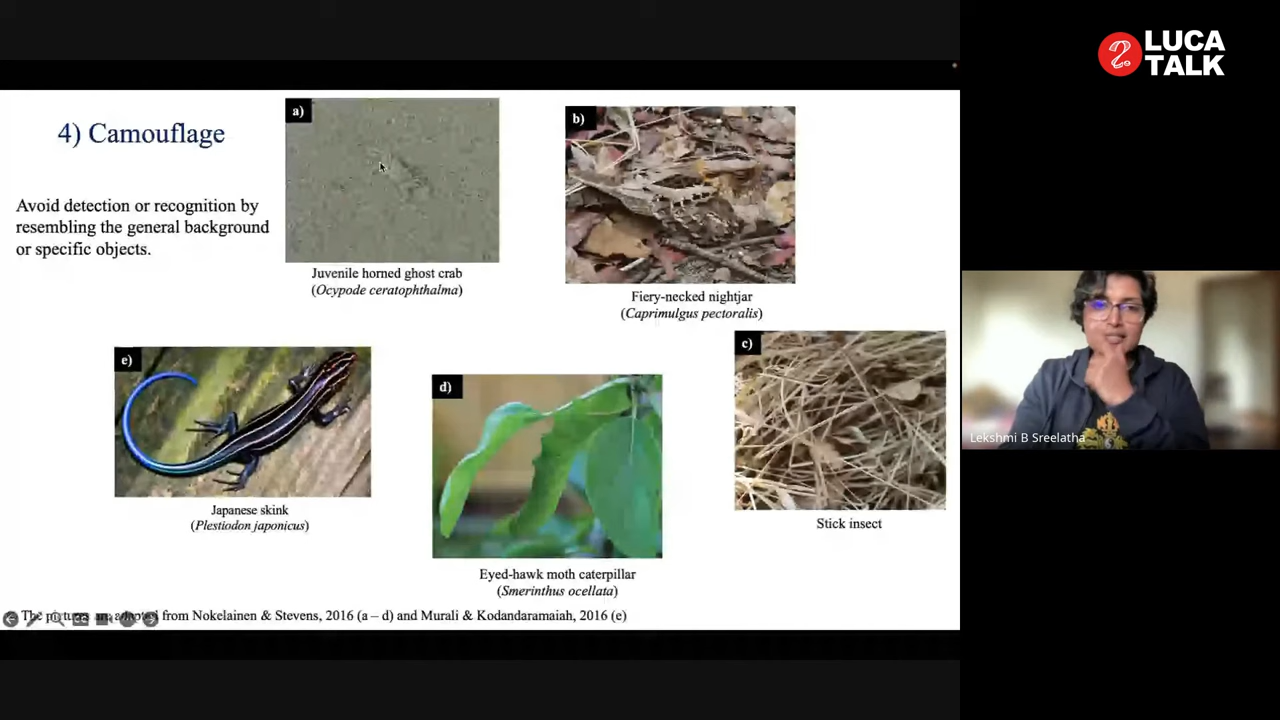 LUCA
TALK
4) Camouflage
Avoid detection or recognition by
resembling the general background
or specific objects.
a)
Juvenile horned ghost crab
(Ocypode ceratophthalma)
b)
Fiery-necked nightjar
(Caprimulgus pectoralis)
e)
Japanese skink
(Plestiodon japonicus)
d)
Eyed-hawk moth caterpillar
(Smerinthus ocellata)
c)
Stick insect
The pictures are adapted from Nokelainen & Stevens, 2016 (a – d) and Murali & Kodandaramaiah, 2016 (e)
Lekshmi B Sreelatha